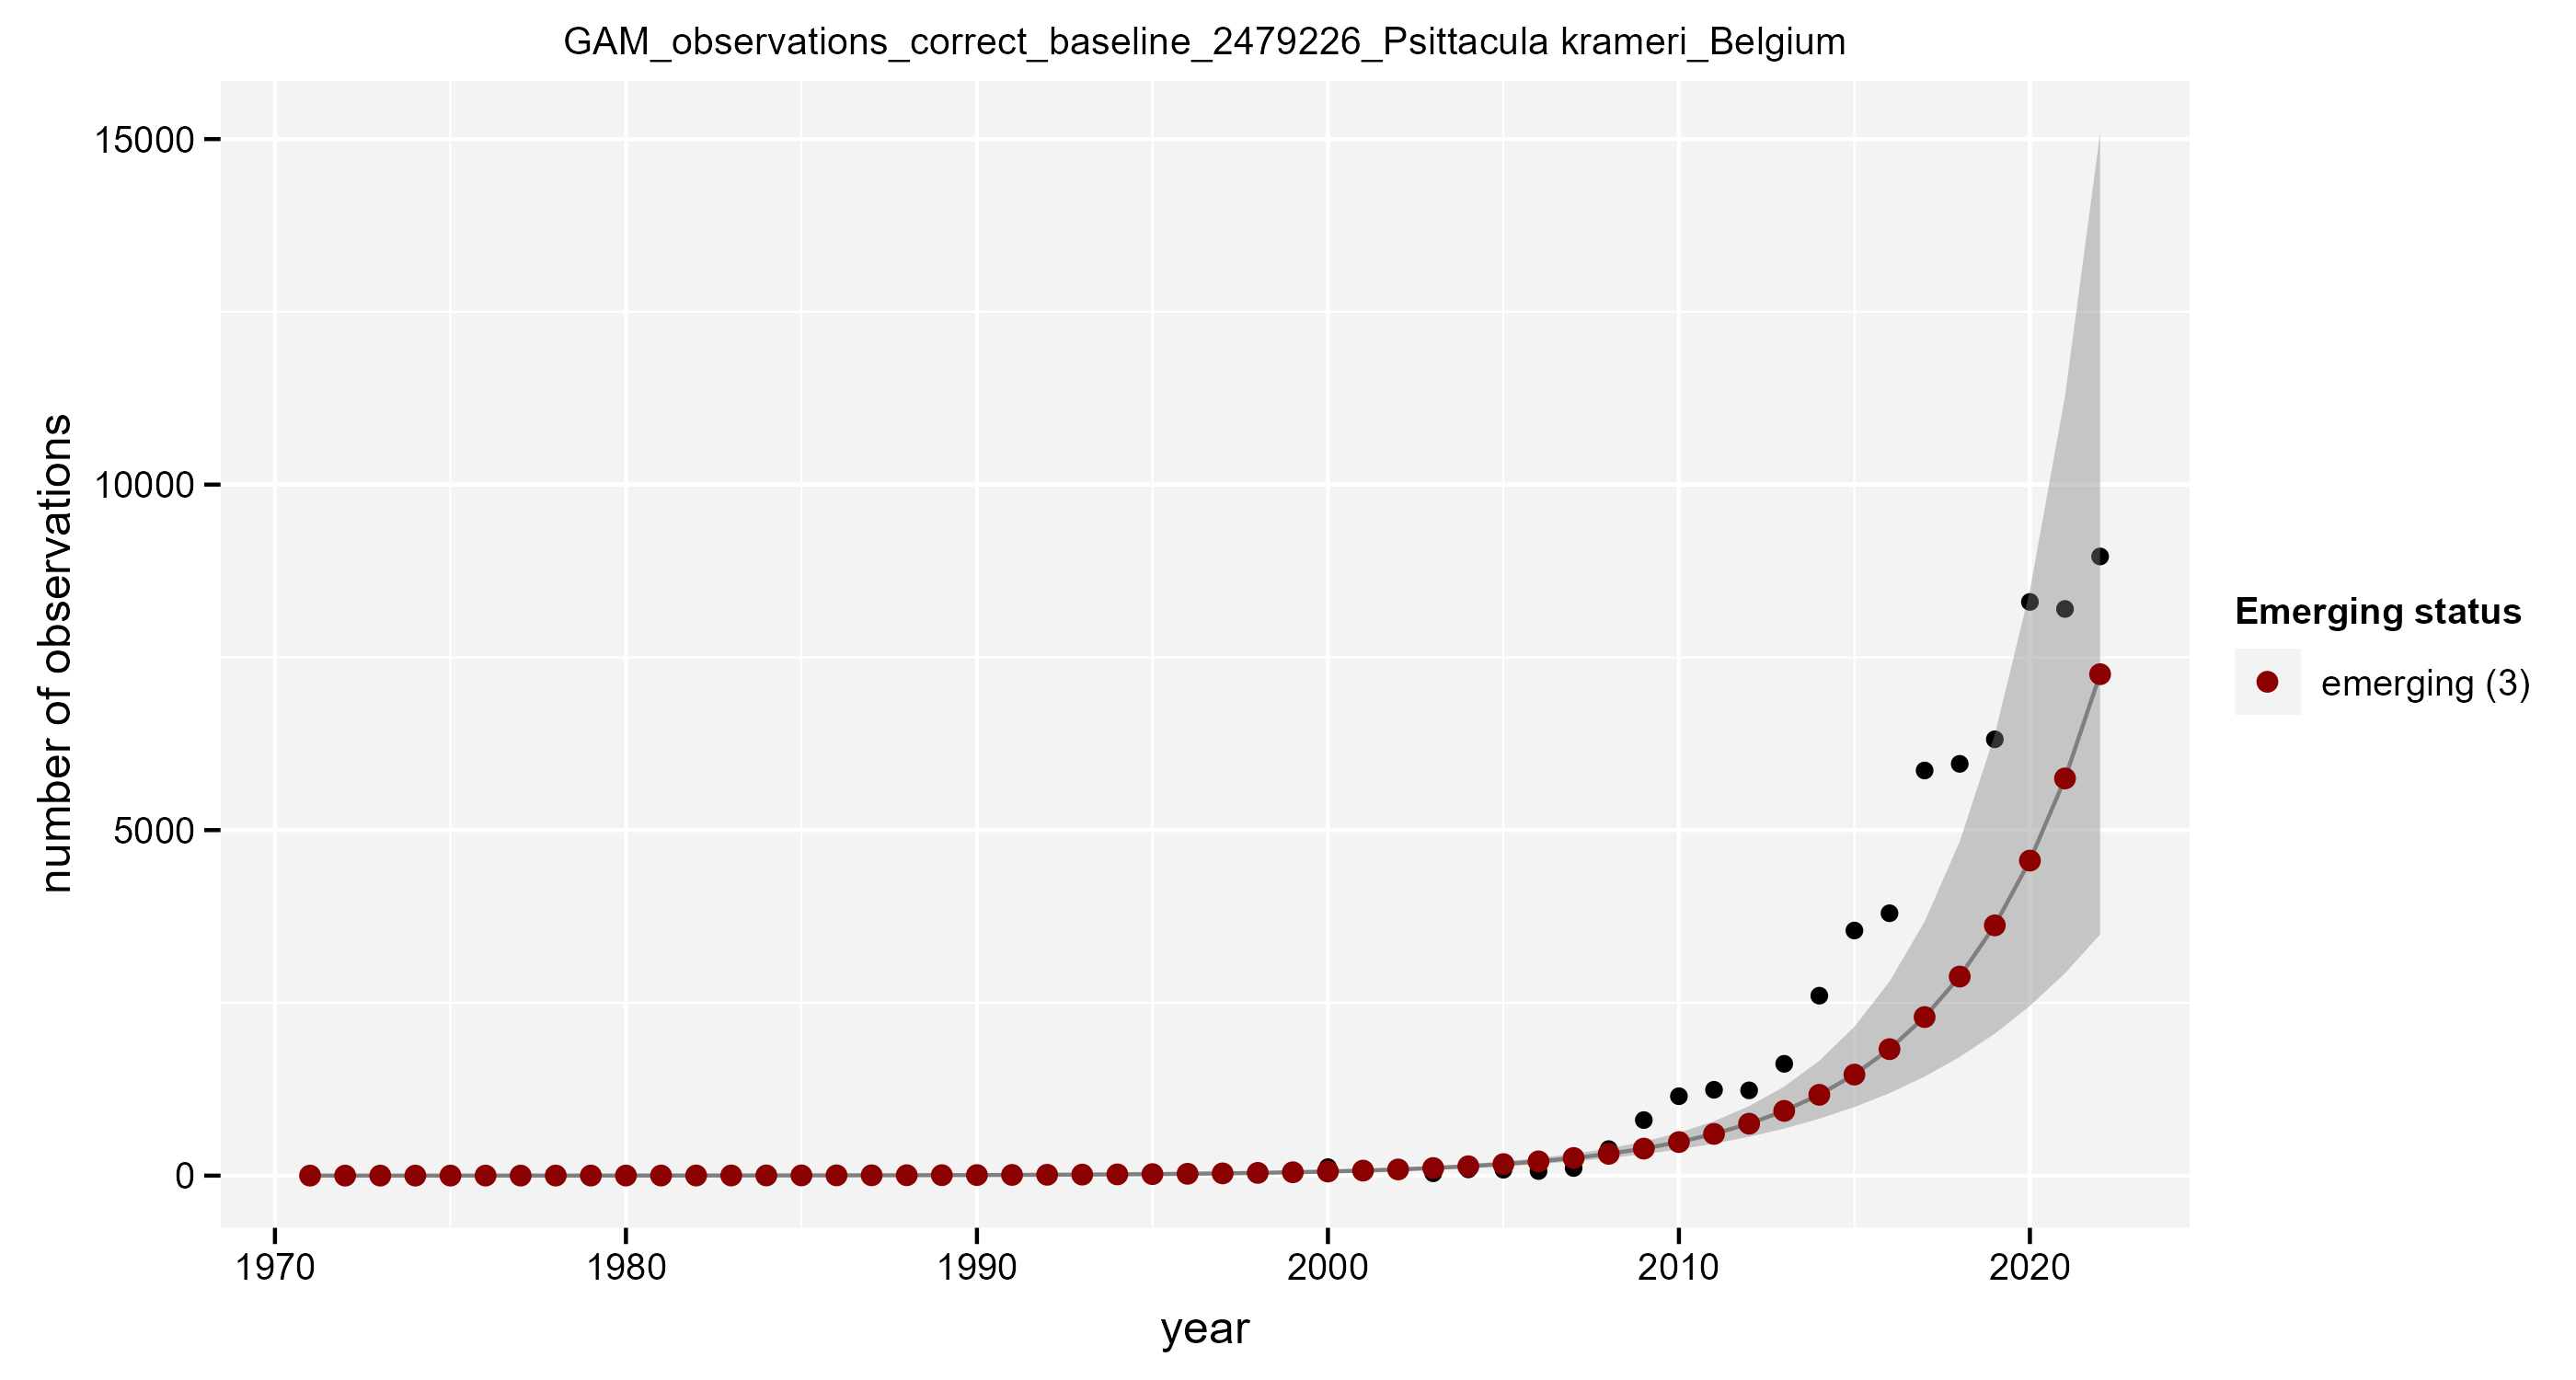 GAM_observations_correct_baseline_2479226_Psittacula krameri_Belgium
number of observations
15000
10000
5000
0
1970
1980
1990
2000
2010
2020
year
Emerging status
emerging (3)